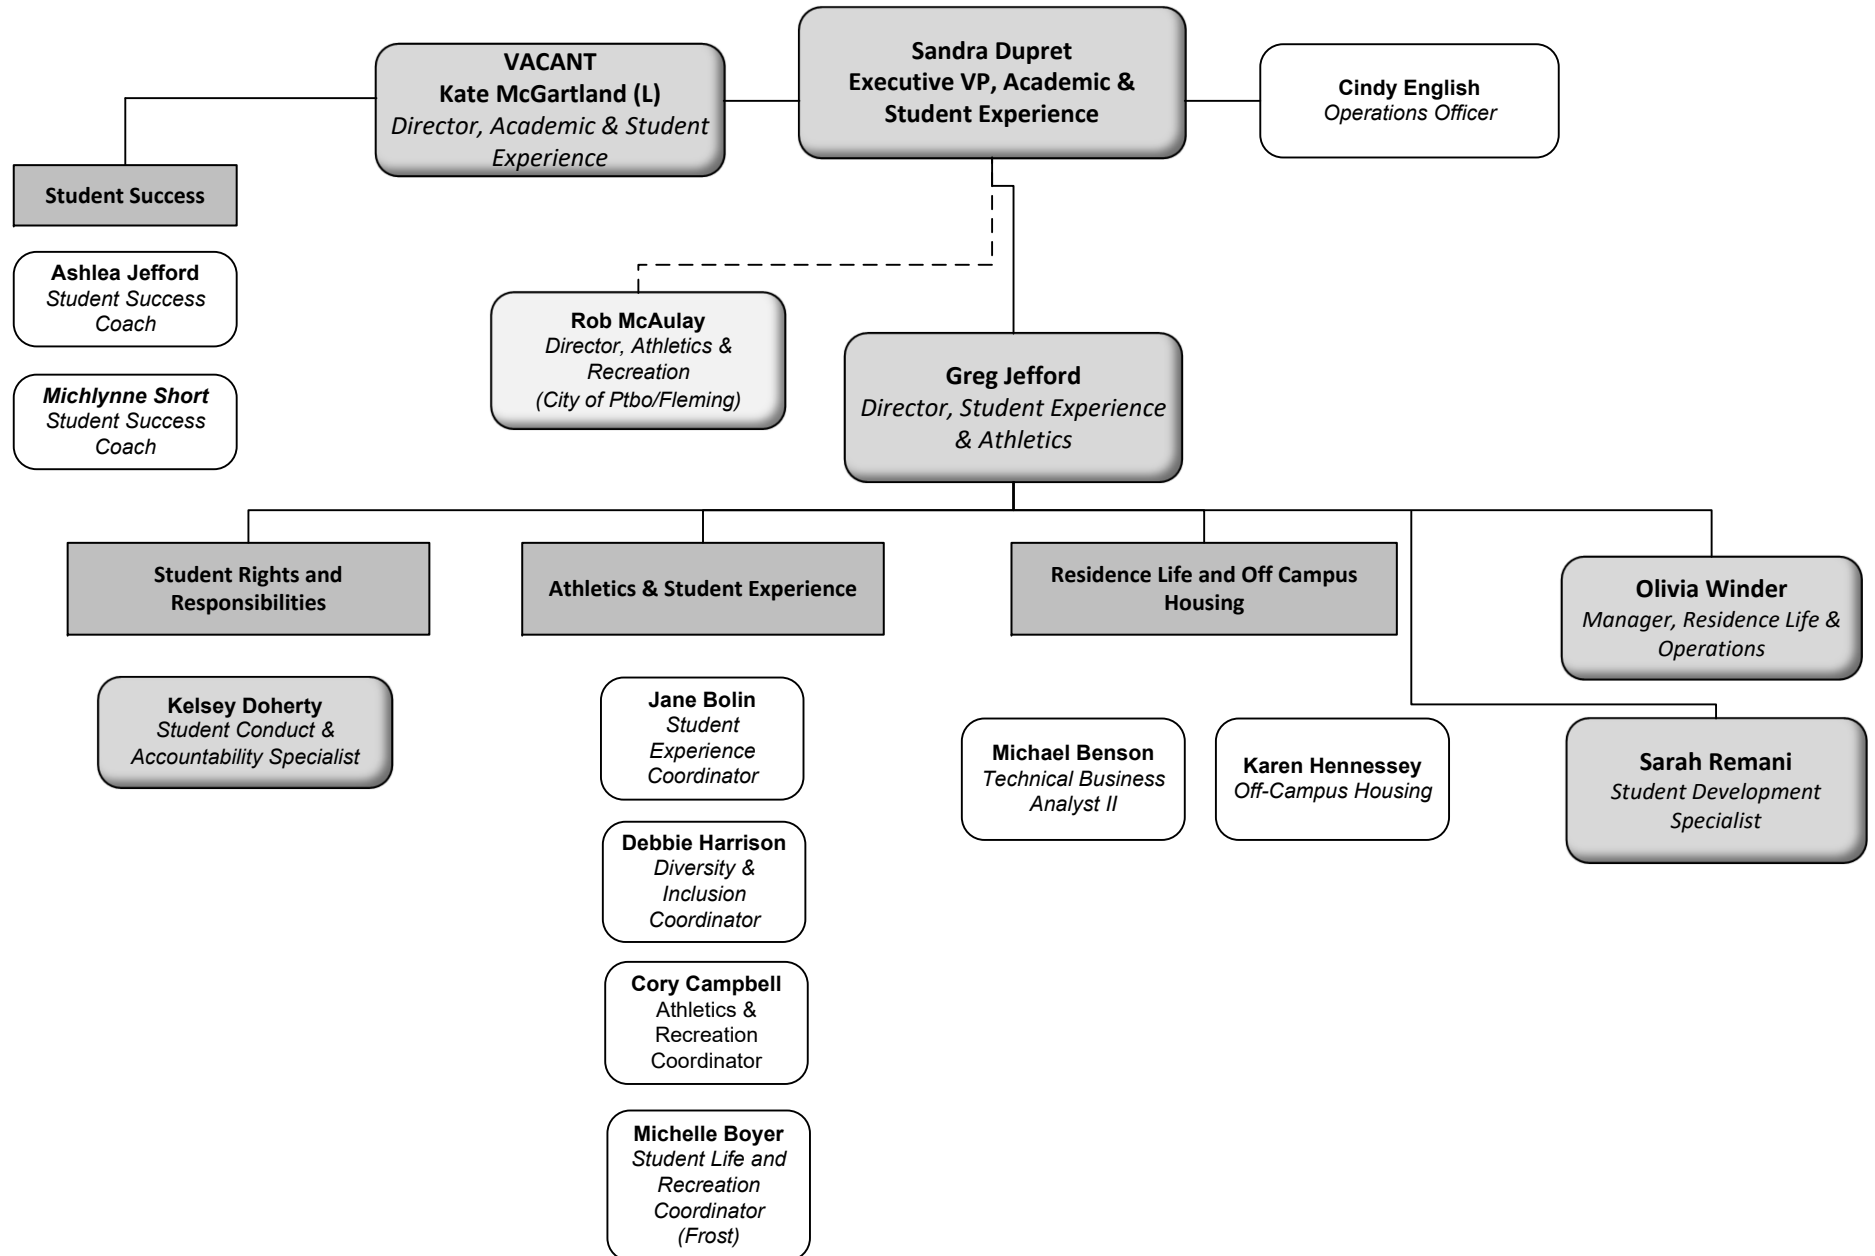 VACANT
Kate McGartland (L)
Director, Academic & Student
Experience
Sandra Dupret
Executive VP, Academic &
Student Experience
Cindy English
Operations Officer
Student Success
Ashlea Jefford
Student Success
Coach
Michlynne Short
Student Success
Coach
Rob McAulay
Director, Athletics &
Recreation
(City of Ptbo/Fleming)
Greg Jefford
Director, Student Experience
& Athletics
Student Rights and
Responsibilities
Kelsey Doherty
Student Conduct &
Accountability Specialist
Athletics & Student Experience
Jane Bolin
Student
Experience
Coordinator
Debbie Harrison
Diversity &
Inclusion
Coordinator
Cory Campbell
Athletics &
Recreation
Coordinator
Michelle Boyer
Student Life and
Recreation
Coordinator
(Frost)
Residence Life and Off Campus
Housing
Michael Benson
Technical Business
Analyst II
Karen Hennessey
Off-Campus Housing
Olivia Winder
Manager, Residence Life &
Operations
Sarah Remani
Student Development
Specialist